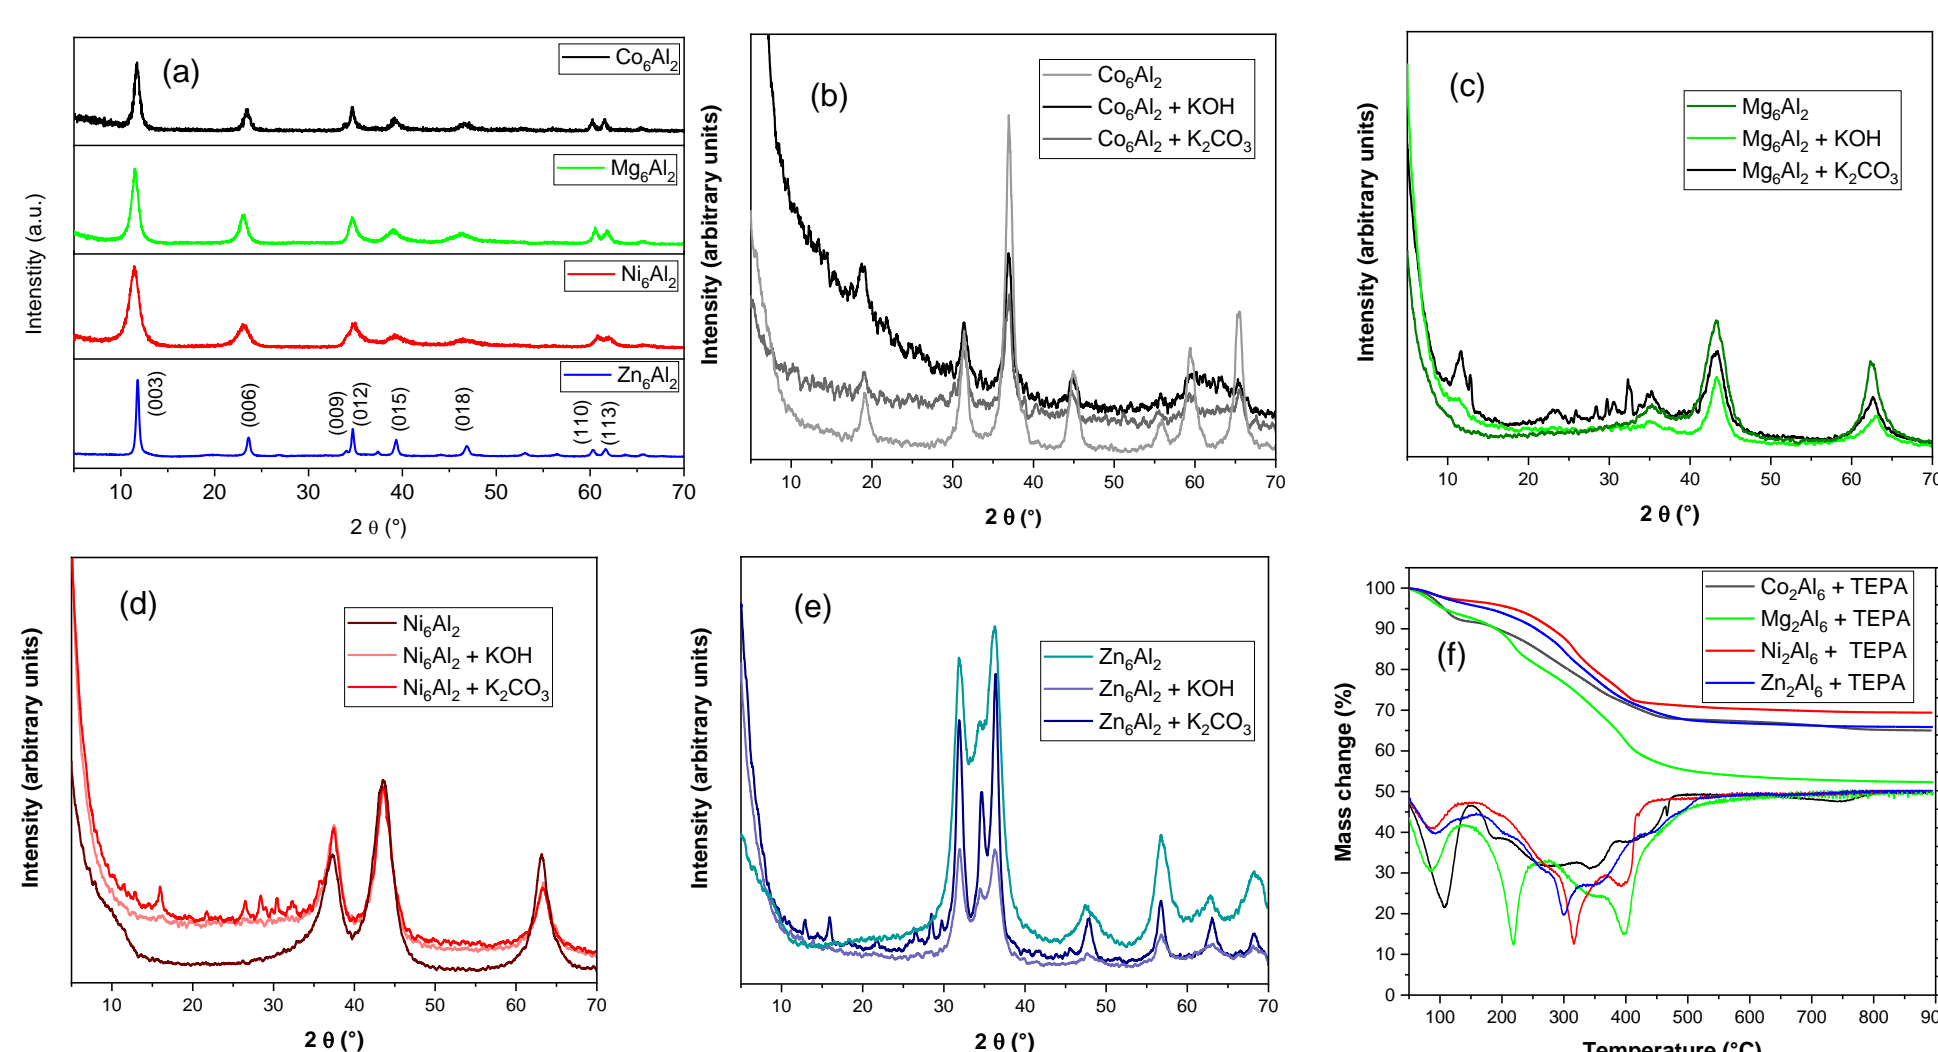 (a)
Co6Al2
Mg6Al2
Ni6Al2
Zn6Al2
(003)
(006)
(009)
(012)
(015)
(018)
(110)
(113)
Intenstity (a.u.)
10 20 30 40 50 60 70
2 θ (°)
(b)
Co6Al2
Co6Al2 + KOH
Co6Al2 + K2CO3
Intensity (arbitrary units)
10 20 30 40 50 60 70
2 θ (°)
(c)
Mg6Al2
Mg6Al2 + KOH
Mg6Al2 + K2CO3
Intensity (arbitrary units)
10 20 30 40 50 60 70
2 θ (°)
(d)
Ni6Al2
Ni6Al2 + KOH
Ni6Al2 + K2CO3
Intensity (arbitrary units)
10 20 30 40 50 60 70
2 θ (°)
(e)
Zn6Al2
Zn6Al2 + KOH
Zn6Al2 + K2CO3
Intensity (arbitrary units)
10 20 30 40 50 60 70
2 θ (°)
(f)
Co2Al6 + TEPA
Mg2Al6 + TEPA
Ni2Al6 + TEPA
Zn2Al6 + TEPA
Mass change (%)
100
90
80
70
60
50
40
30
20
10
0
100 200 300 400 500 600 700 800 90
Temperature (°C)